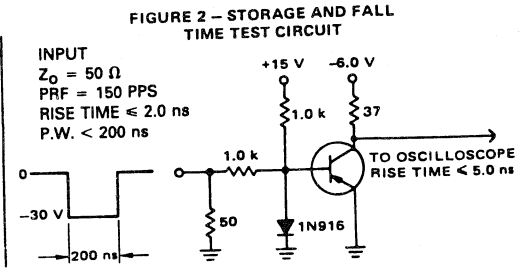 FIGURE 2 – STORAGE AND FALL
TIME TEST CIRCUIT
INPUT
Zo = 50 Ω
PRF = 150 PPS
RISE TIME ≤ 2.0 ns
P.W. < 200 ns
+15 V
-6.0 V
1.0 k
37
1.0 k
TO OSCILLOSCOPE
RISE TIME ≤ 5.0 ns
0
-30 V
50
1N916
200 ns